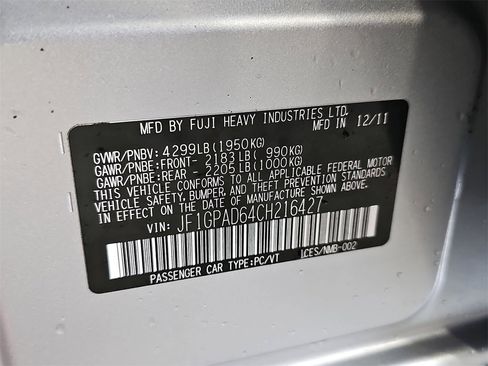 MFD BY FUJI HEAVY INDUSTRIES LTD.
MFD IN 12/11
GVWR/PNBV: 4299LB(1950KG)
GAWR/PNBE:FRONT- 2183LB( 990KG)
GAWR/PNBE:REAR - 2205LB(1000KG)
THIS VEHICLE CONFORMS TO ALL APPLICABLE FEDERAL MOTOR
VEHICLE SAFETY, BUMPER, AND THEFT PREVENTION STANDARDS
IN EFFECT ON THE DATE OF MANUFACTURE SHOWN ABOVE.
VIN: JF1GPAD64CH216427
PASSENGER CAR TYPE:PC/VT ICES/NMB-002